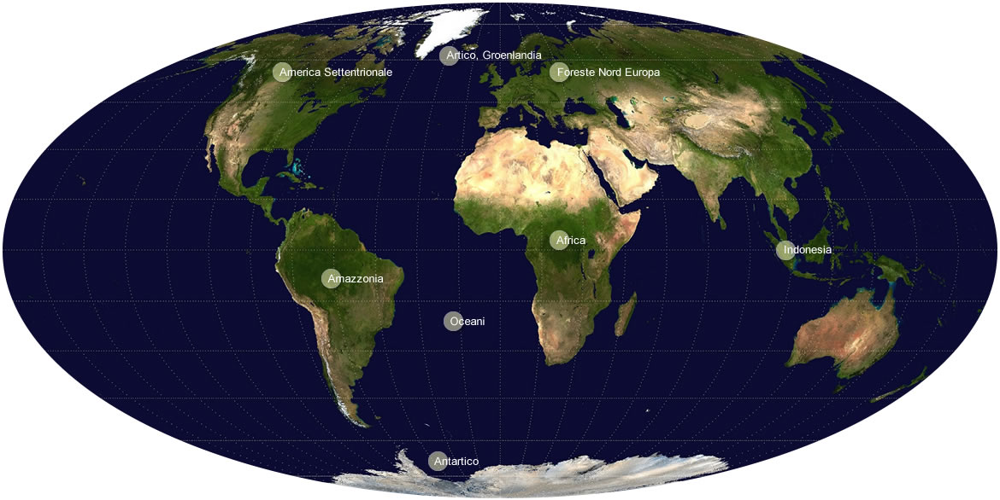 Artico, Groenlandia
America Settentrionale
Foreste Nord Europa
Africa
Indonesia
Amazzonia
Oceani
Antartico